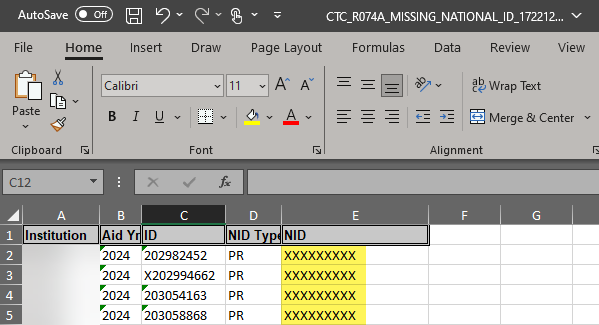 AutoSave Off CTC_R074A_MISSING_NATIONAL_ID_172212...
File Home Insert Draw Page Layout Formulas Data Review
Calibri 11 A A ab Wrap Text
Paste B I U A Merge & Center
Clipboard Font Alignment
C12 fx
A B C D E F G
1 Institution Aid Yr ID NID Type NID
2 2024 202982452 PR XXXXXXXXX
3 2024 X202994662 PR XXXXXXXXX
4 2024 203054163 PR XXXXXXXXX
5 2024 203058868 PR XXXXXXXXX